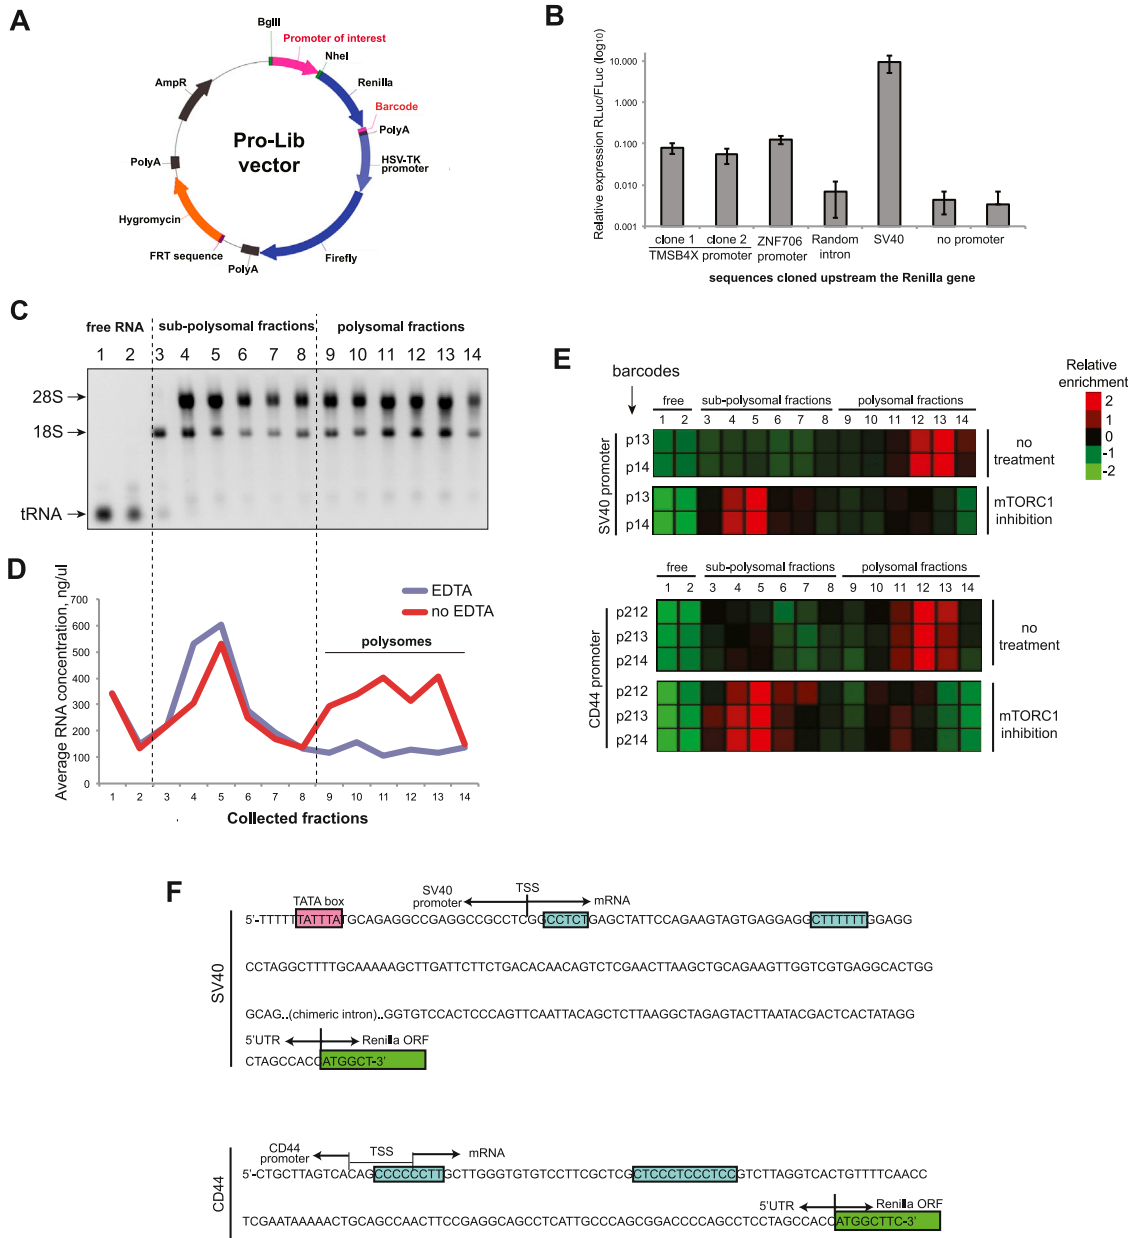 A
BglII
Promoter of interest
NheI
AmpR
Renilla
Barcode
PolyA
Pro-Lib
vector
PolyA
HSV-TK
promoter
Hygromycin
FRT sequence
PolyA
Firefly
B
Relative expression RLuc/FLuc (log10)
10.000
1.000
0.100
0.010
0.001
clone 1
clone 2
TMSB4X promoter
ZNF706
promoter
Random
intron
SV40
no promoter
sequences cloned upstream the Renilla gene
C
free RNA
sub-polysomal fractions
polysomal fractions
1 2 3 4 5 6 7 8 9 10 11 12 13 14
28S
18S
tRNA
D
EDTA
no EDTA
polysomes
Average RNA concentration, ng/ul
700
600
500
400
300
200
100
0
1 2 3 4 5 6 7 8 9 10 11 12 13 14
Collected fractions
E
barcodes
Relative
enrichment
2
1
0
-1
-2
free
sub-polysomal fractions
polysomal fractions
1 2 3 4 5 6 7 8 9 10 11 12 13 14
SV40 promoter
p13
p14
no
treatment
p13
p14
mTORC1
inhibition
free
sub-polysomal fractions
polysomal fractions
1 2 3 4 5 6 7 8 9 10 11 12 13 14
CD44 promoter
p212
p213
p214
no
treatment
p212
p213
p214
mTORC1
inhibition
F
SV40
TATA box
SV40
promoter
TSS
mRNA
5'-TTTTTTATTTATGCAGAGGCCGAGGCCGCCTCGGCCTCTGAGCTATTCCAGAAGTAGTGAGGAGGCTTTTTTGGAGG
CCTAGGCTTTTGCAAAAAGCTTGATTCTTCTGACACAACAGTCTCGAACTTAAGCTGCAGAAGTTGGTCGTGAGGCACTGG
GCAG..(chimeric intron)..GGTGTCCACTCCCAGTTCAATTACAGCTCTTAAGGCTAGAGTACTTAATACGACTCACTATAGG
5'UTR
Renilla ORF
CTAGCCACCATGGCT-3'
CD44
CD44
promoter
TSS
mRNA
5'-CTGCTTAGTCACAGCCCCCCTTGCTTGGGTGTGTCCTTCGCTCGCTCCCTCCCTCCGTCTTAGGTCACTGTTTTCAACC
5'UTR
Renilla ORF
TCGAATAAAAACTGCAGCCAACTTCCGAGGCAGCCTCATTGCCCAGCGGACCCCAGCCTCCTAGCCACCATGGCTTC-3'